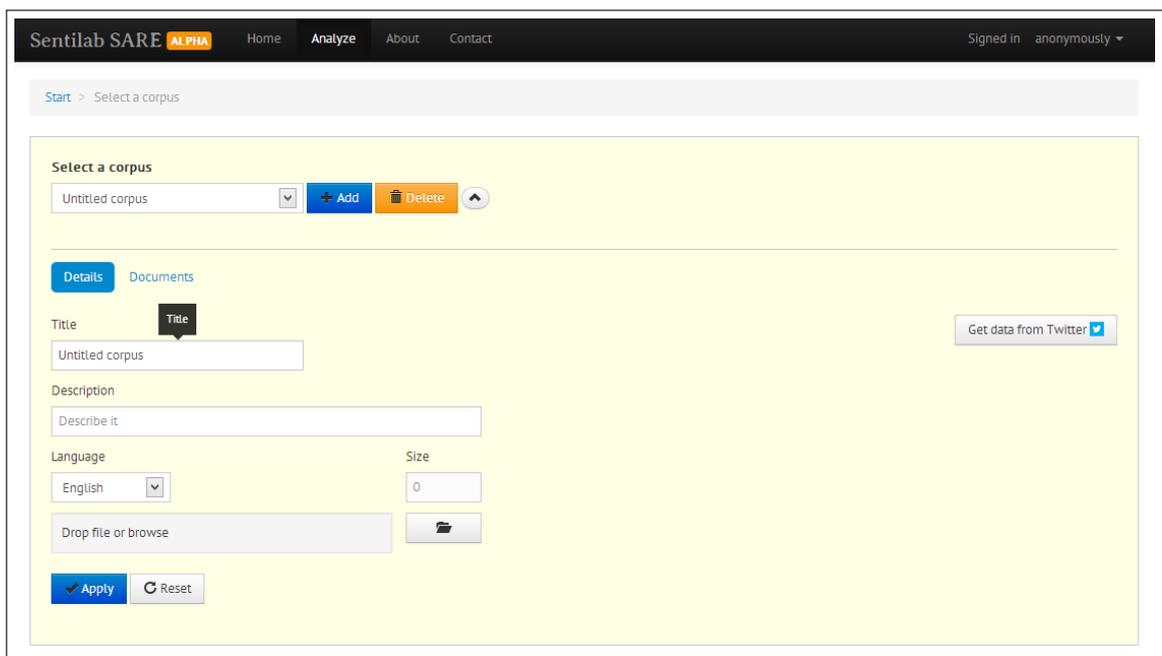 Sentilab SARE ALPHA Home Analyze About Contact Signed in anonymously
Start > Select a corpus
Select a corpus
Untitled corpus Add Delete
Details Documents
Title Title Get data from Twitter
Untitled corpus
Description
Describe it
Language Size
English 0
Drop file or browse
Apply Reset